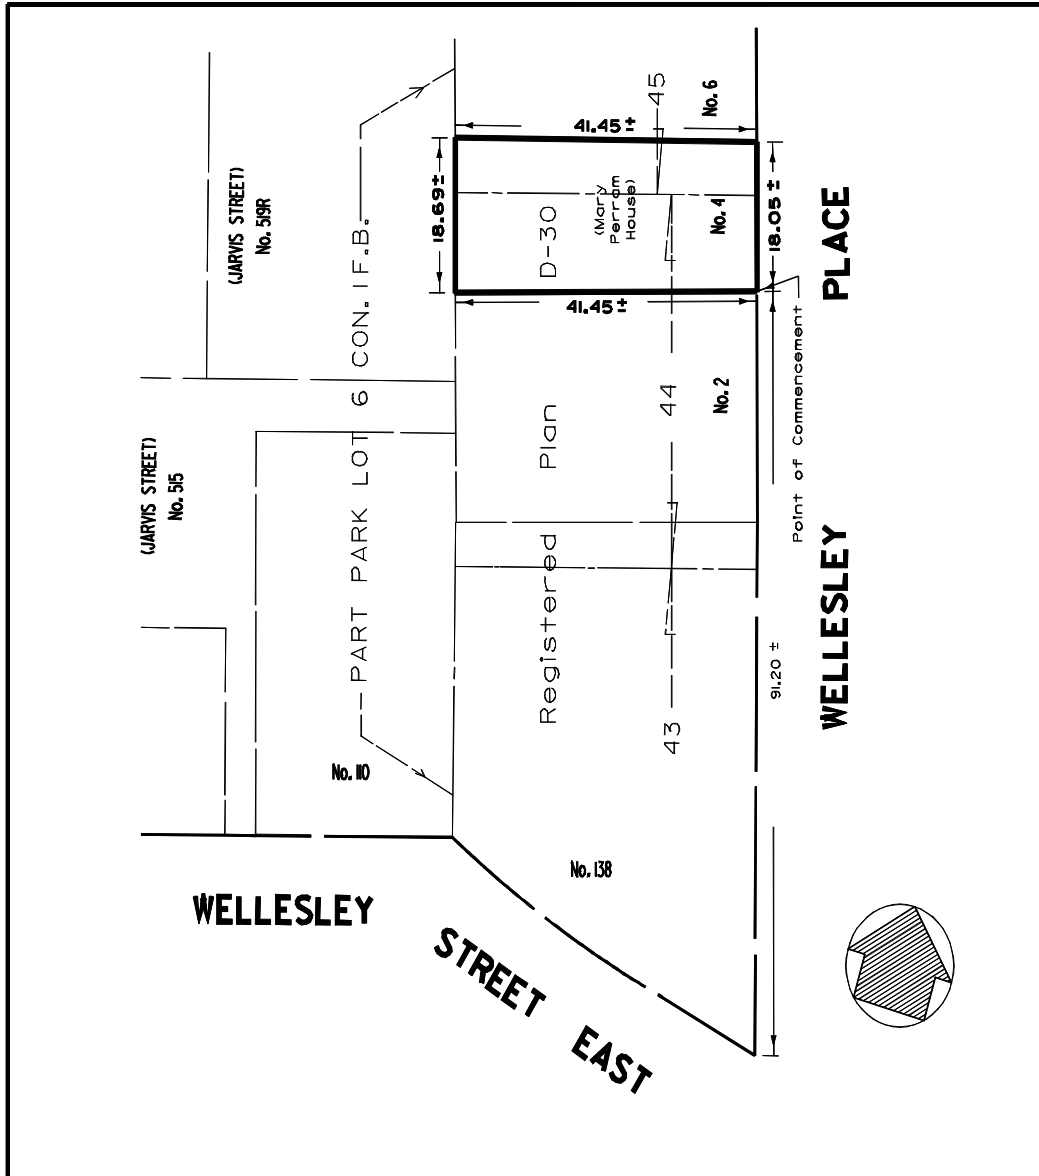 (JARVIS STREET)
No. 519R
(JARVIS STREET)
No. 515
PART PARK LOT 6 CON. 1 F.B.
No. 110
41.45 ±
18.69 ±
D-30
(Mary
Perram
House)
45
No. 6
No. 4
18.05 ±
41.45 ±
Registered Plan
44
No. 2
43
Point of Commencement
91.20 ±
WELLESLEY PLACE
No. 138
WELLESLEY
STREET EAST